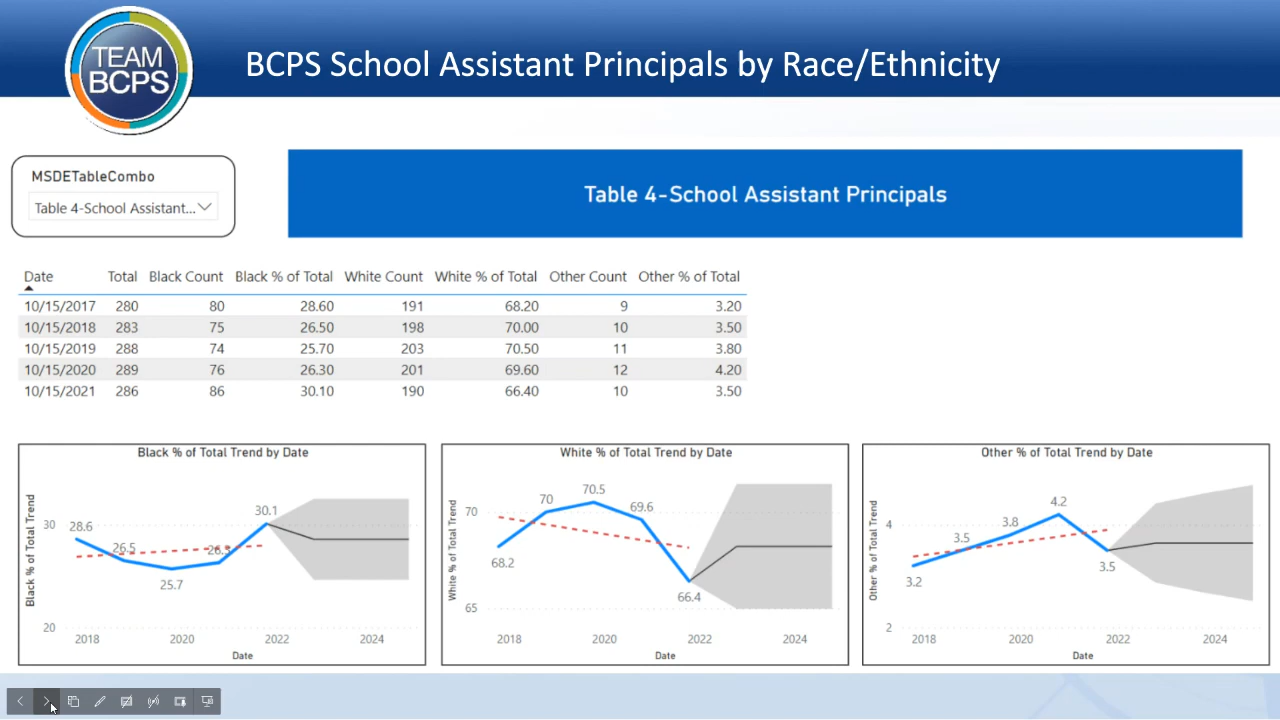 TEAM
BCPS
BCPS School Assistant Principals by Race/Ethnicity
MSDETableCombo
Table 4-School Assistant...
Table 4-School Assistant Principals
Date Total Black Count Black % of Total White Count White % of Total Other Count Other % of Total
10/15/2017 280 80 28.60 191 68.20 9 3.20
10/15/2018 283 75 26.50 198 70.00 10 3.50
10/15/2019 288 74 25.70 203 70.50 11 3.80
10/15/2020 289 76 26.30 201 69.60 12 4.20
10/15/2021 286 86 30.10 190 66.40 10 3.50
Black % of Total Trend by Date
Black % of Total Trend
30
20
28.6
26.5
25.7
26.3
30.1
2018 2020 2022 2024
Date
White % of Total Trend by Date
White % of Total Trend
70
65
68.2
70
70.5
69.6
66.4
2018 2020 2022 2024
Date
Other % of Total Trend by Date
Other % of Total Trend
4
2
3.2
3.5
3.8
4.2
3.5
2018 2020 2022 2024
Date